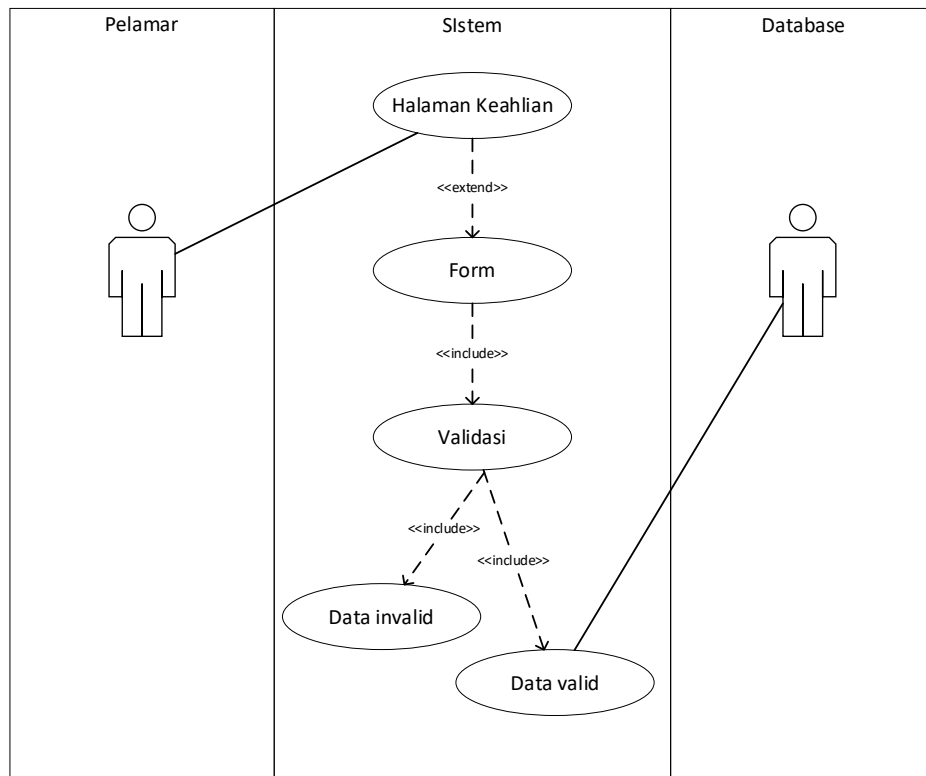 Pelamar
SIstem
Database
Halaman Keahlian
<<extend>>
Form
<<include>>
Validasi
<<include>>
<<include>>
Data invalid
Data valid